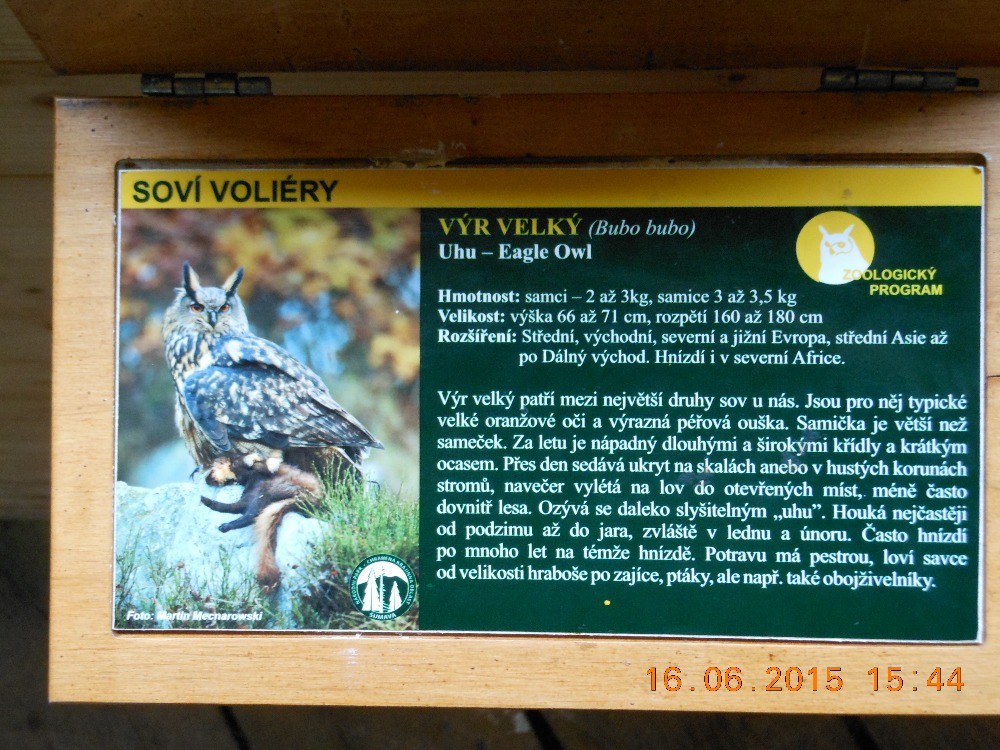 SOVÍ VOLIÉRY
VÝR VELKÝ (Bubo bubo)
Uhu – Eagle Owl
ZOOLOGICKÝ
PROGRAM
Hmotnost: samci – 2 až 3kg, samice 3 až 3,5 kg
Velikost: výška 66 až 71 cm, rozpětí 160 až 180 cm
Rozšíření: Střední, východní, severní a jižní Evropa, střední Asie až
po Dálný východ. Hnízdí i v severní Africe.
Výr velký patří mezi největší druhy sov u nás. Jsou pro něj typické
velké oranžové oči a výrazná péřová ouška. Samička je větší než
sameček. Za letu je nápadný dlouhými a širokými křídly a krátkým
ocasem. Přes den sedává ukryt na skalách anebo v hustých korunách
stromů, navečer vylétá na lov do otevřených míst, méně často
dovnitř lesa. Ozývá se daleko slyšitelným „uhu”. Houká nejčastěji
od podzimu až do jara, zvláště v lednu a únoru. Často hnízdí
po mnoho let na témže hnízdě. Potravu má pestrou, loví savce
od velikosti hraboše po zajíce, ptáky, ale např. také obojživelníky.
NÁRODNÍ PARK • CHRÁNĚNÁ KRAJINNÁ OBLAST
ŠUMAVA
Foto: Martin Mecnarowski
16.06.2015 15:44